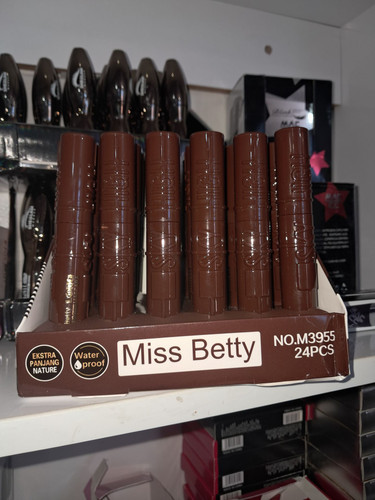 EKSTRA
PANJANG
NATURE
Water
proof
Miss Betty
NO.M3955
24PCS